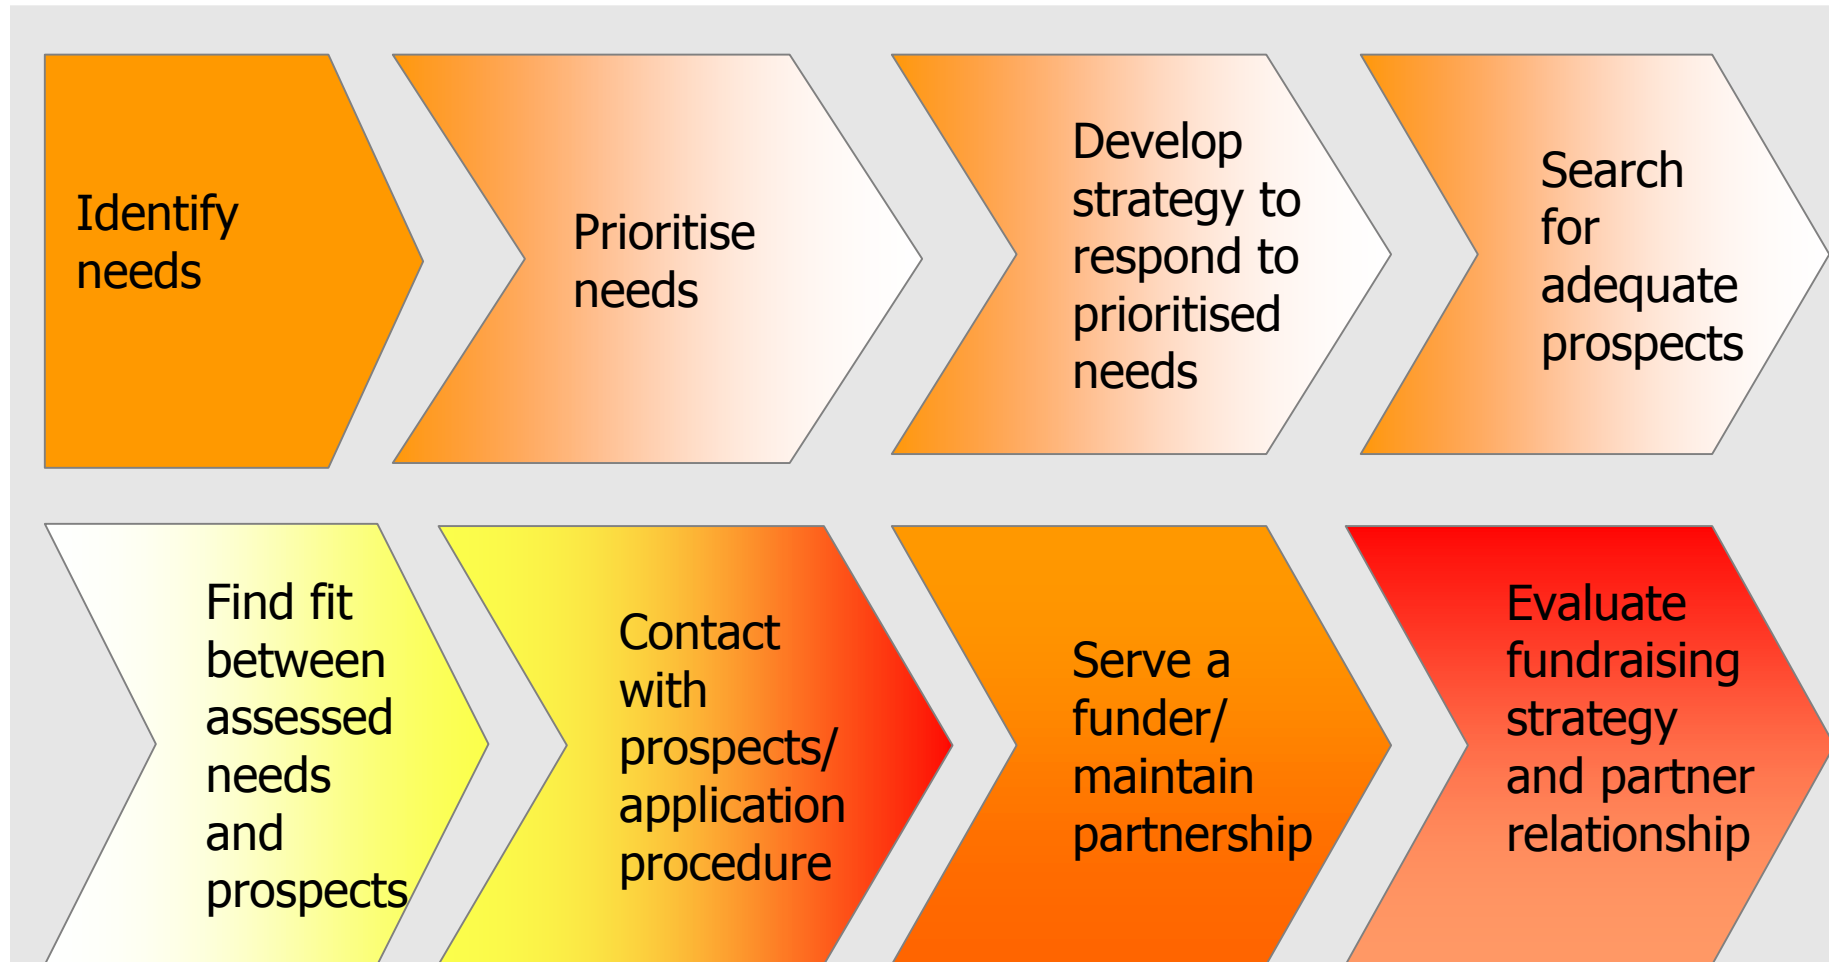 Identify
needs
Prioritise
needs
Develop
strategy to
respond to
prioritised
needs
Search
for
adequate
prospects
Find fit
between
assessed
needs
and
prospects
Contact
with
prospects/
application
procedure
Serve a
funder/
maintain
partnership
Evaluate
fundraising
strategy
and partner
relationship